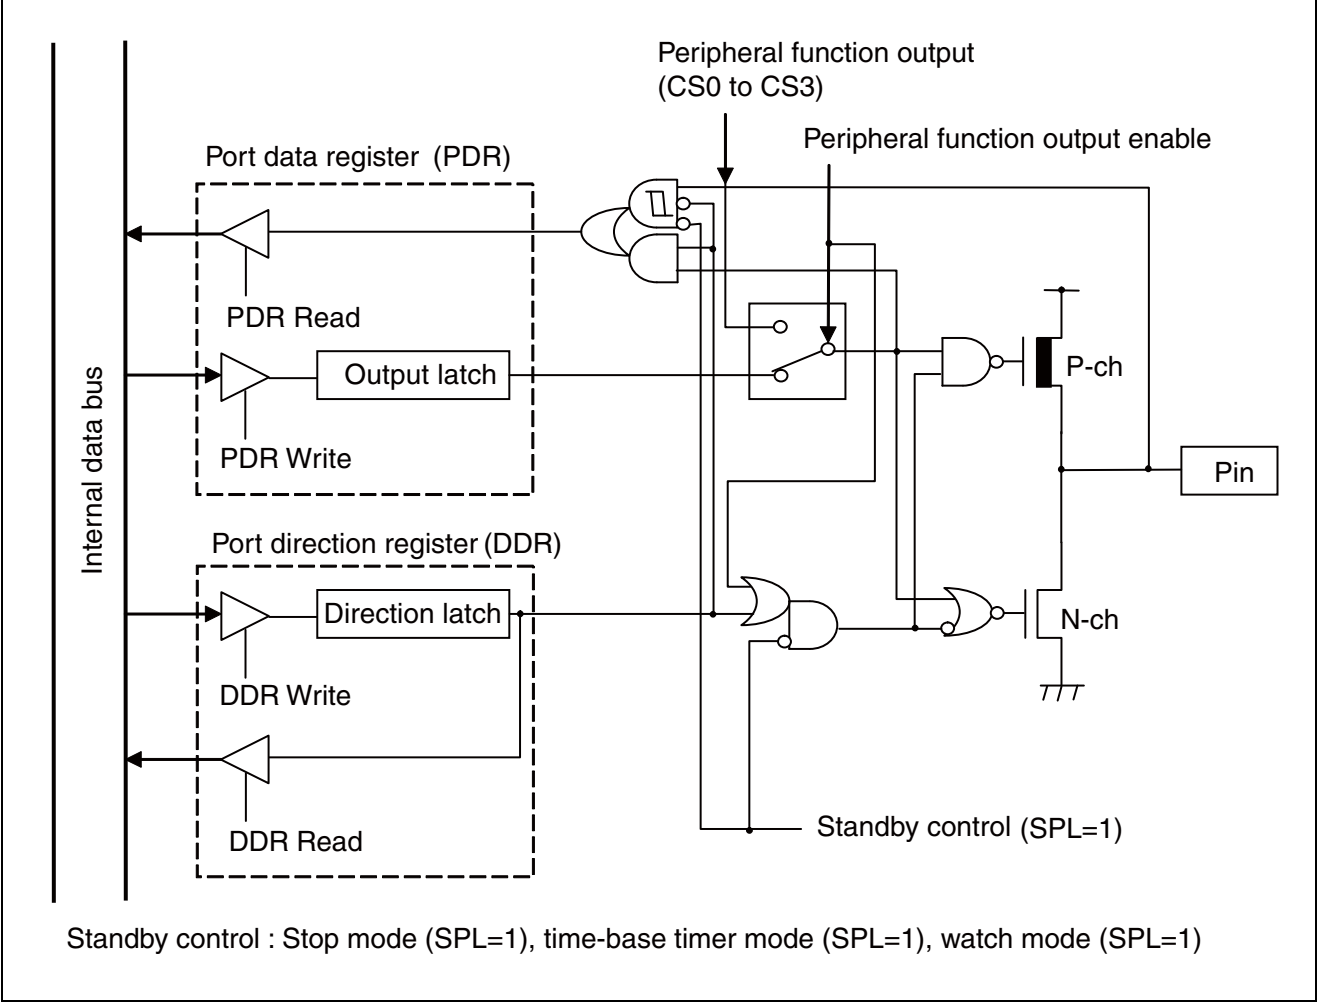 Peripheral function output
(CS0 to CS3)
Peripheral function output enable
Port data register (PDR)
PDR Read
Output latch
P-ch
PDR Write
Internal data bus
Pin
Port direction register (DDR)
Direction latch
N-ch
DDR Write
DDR Read
Standby control (SPL=1)
Standby control : Stop mode (SPL=1), time-base timer mode (SPL=1), watch mode (SPL=1)